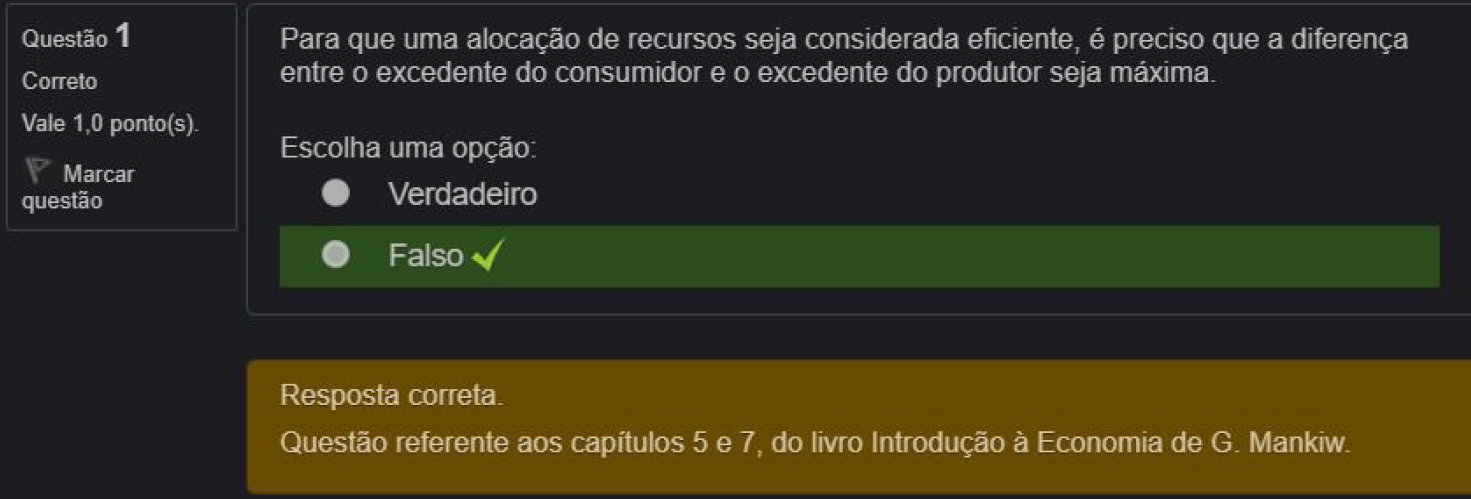 Questão 1
Correto
Vale 1,0 ponto(s).
Marcar
questão
Para que uma alocação de recursos seja considerada eficiente, é preciso que a diferença
entre o excedente do consumidor e o excedente do produtor seja máxima.
Escolha uma opção:
Verdadeiro
Falso
Resposta correta.
Questão referente aos capítulos 5 e 7, do livro Introdução à Economia de G. Mankiw.